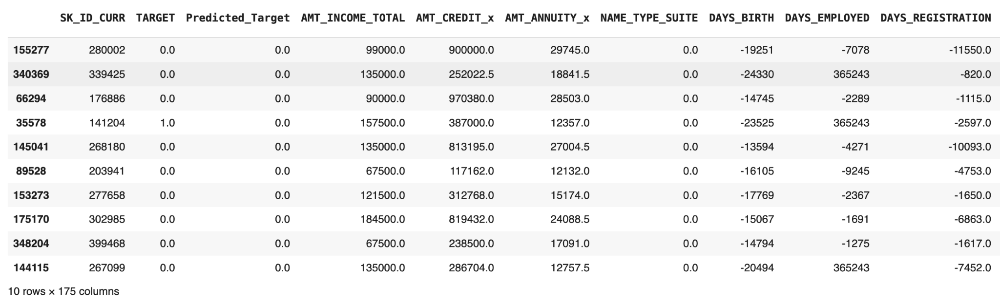 SK_ID_CURR TARGET Predicted_Target AMT_INCOME_TOTAL AMT_CREDIT_x AMT_ANNUITY_x NAME_TYPE_SUITE DAYS_BIRTH DAYS_EMPLOYED DAYS_REGISTRATION
155277 280002 0.0 0.0 99000.0 900000.0 29745.0 0.0 -19251 -7078 -11550.0
340369 339425 0.0 0.0 135000.0 252022.5 18841.5 0.0 -24330 365243 -820.0
66294 176886 0.0 0.0 90000.0 970380.0 28503.0 0.0 -14745 -2289 -1115.0
35578 141204 1.0 0.0 157500.0 387000.0 12357.0 0.0 -23525 365243 -2597.0
145041 268180 0.0 0.0 135000.0 813195.0 27004.5 0.0 -13594 -4271 -10093.0
89528 203941 0.0 0.0 67500.0 117162.0 12132.0 0.0 -16105 -9245 -4753.0
153273 277658 0.0 0.0 121500.0 312768.0 15174.0 0.0 -17769 -2367 -1650.0
175170 302985 0.0 0.0 184500.0 819432.0 24088.5 0.0 -15067 -1691 -6863.0
348204 399468 0.0 0.0 67500.0 238500.0 17091.0 0.0 -14794 -1275 -1617.0
144115 267099 0.0 0.0 135000.0 286704.0 12757.5 0.0 -20494 365243 -7452.0
10 rows × 175 columns